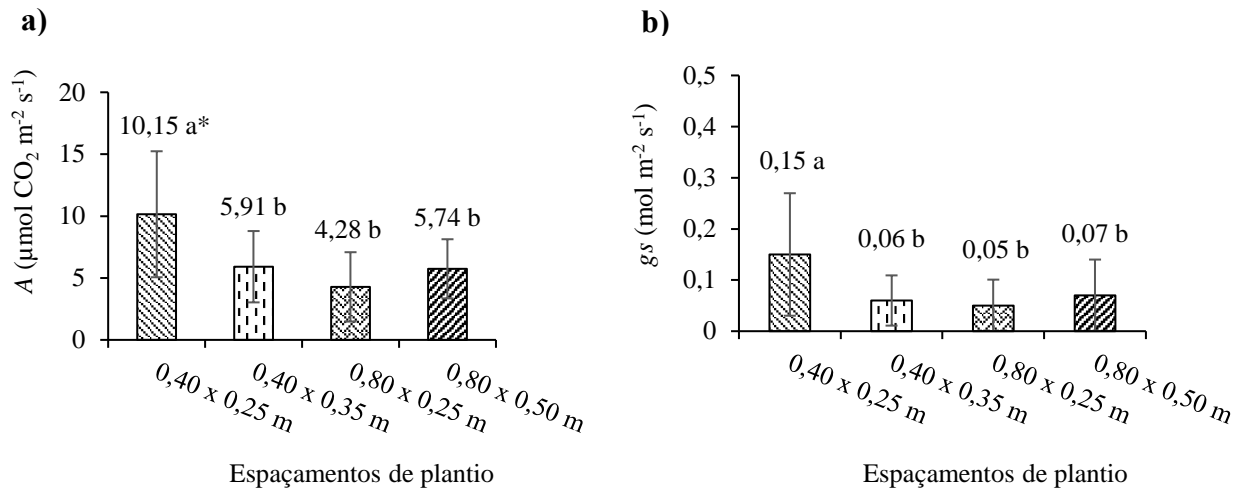 a)
A (µmol CO2 m-2 s-1)
20
15
10
5
0
10,15 a*
5,91 b
4,28 b
5,74 b
0,40 x 0,25 m
0,40 x 0,35 m
0,80 x 0,25 m
0,80 x 0,50 m
Espaçamentos de plantio
b)
gs (mol m-2 s-1)
0,5
0,4
0,3
0,2
0,1
0
0,15 a
0,06 b
0,05 b
0,07 b
0,40 x 0,25 m
0,40 x 0,35 m
0,80 x 0,25 m
0,80 x 0,50 m
Espaçamentos de plantio